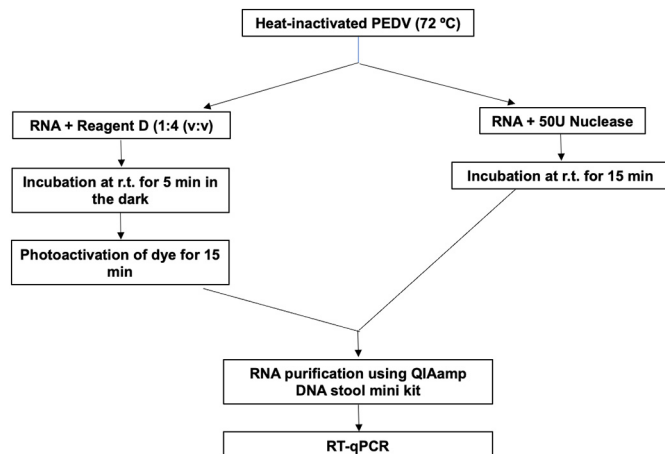 Heat-inactivated PEDV (72 ºC)
RNA + Reagent D (1:4 (v:v)
RNA + 50U Nuclease
Incubation at r.t. for 5 min in
the dark
Incubation at r.t. for 15 min
Photoactivation of dye for 15
min
RNA purification using QIAamp
DNA stool mini kit
RT-qPCR